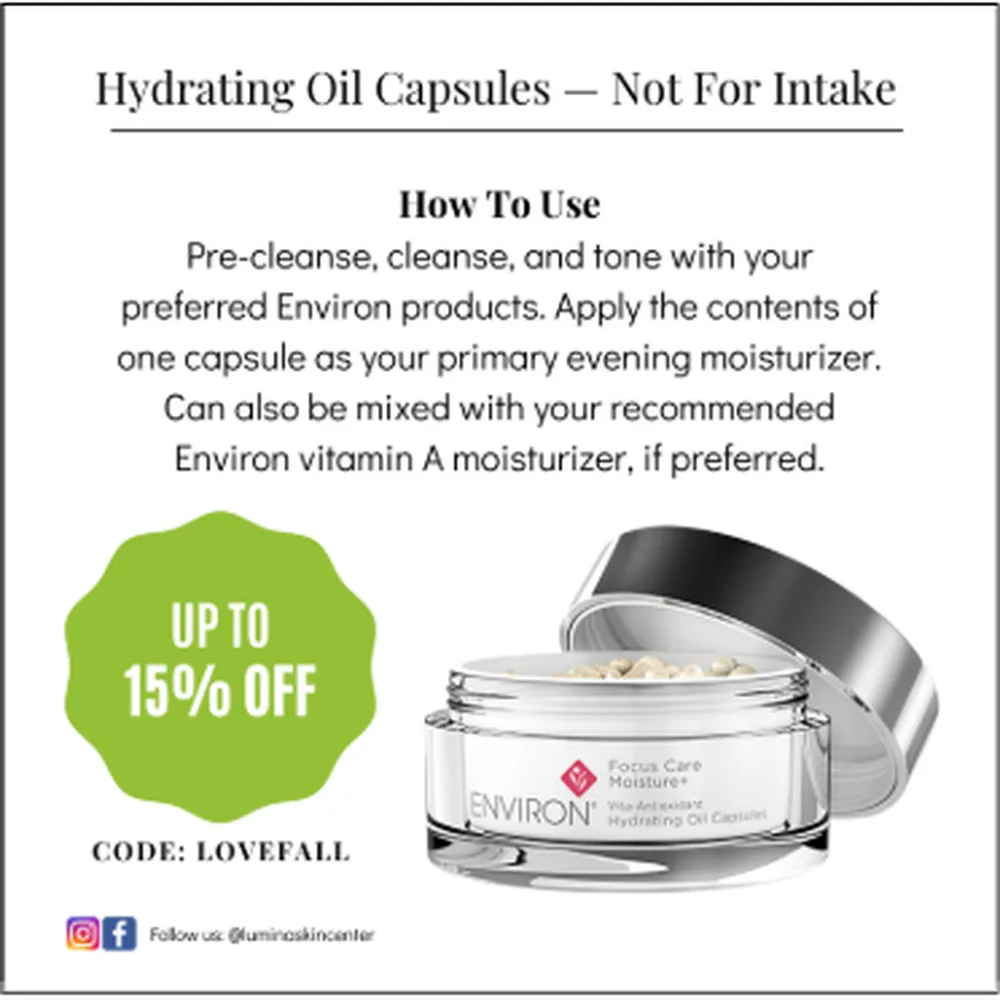 Hydrating Oil Capsules — Not For Intake
How To Use
Pre-cleanse, cleanse, and tone with your
preferred Environ products. Apply the contents of
one capsule as your primary evening moisturizer.
Can also be mixed with your recommended
Environ vitamin A moisturizer, if preferred.
UP TO
15% OFF
CODE: LOVEFALL
Focus Care
Moisture+
ENVIRON®
Vita-Antioxidant
Hydrating Oil Capsules
Follow us: @luminaskincenter